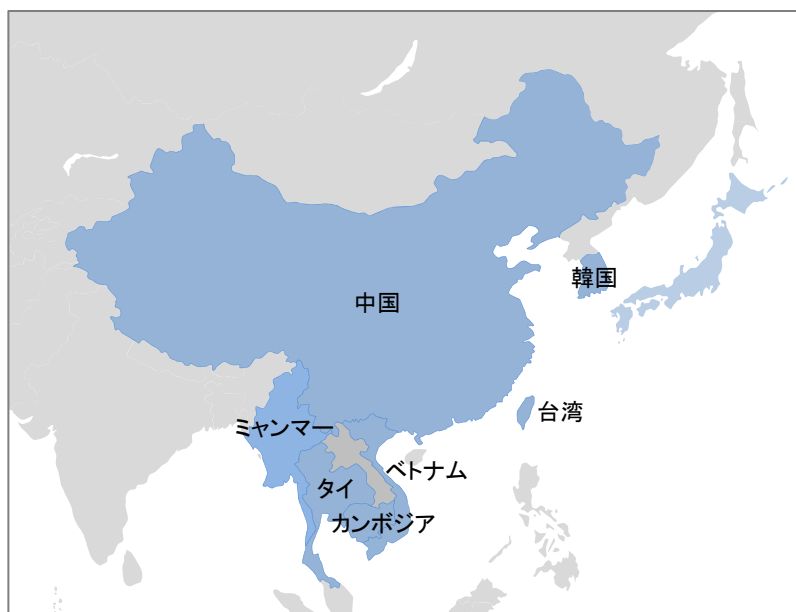 中国
韓国
台湾
ミャンマー
ベトナム
タイ
カンボジア